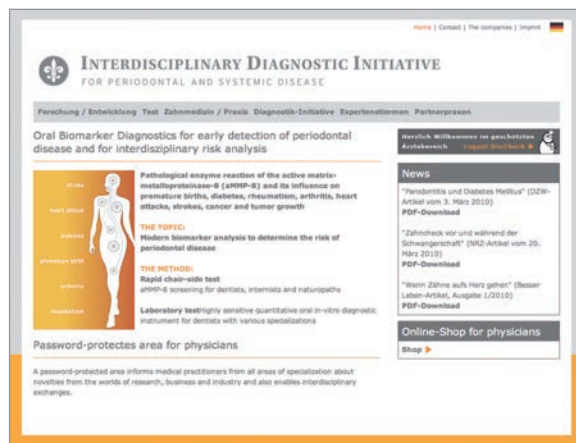 Home | Contact | The companies | Imprint
INTERDISCIPLINARY DIAGNOSTIC INITIATIVE
FOR PERIODONTAL AND SYSTEMIC DISEASE
Forschung / Entwicklung Test Zahnmedizin / Praxis Diagnostik-Initiative Expertenstimmen Partnerpraxen
Oral Biomarker Diagnostics for early detection of periodontal
disease and for interdisziplinary risk analysis
stroke
heart attack
diabetes
premature birth
arthritis
rheumatism
Pathological enzyme reaction of the active matrix-
metalloproteinase-8 (aMMP-8) and its influence on
premature births, diabetes, rheumatism, arthritis, heart
attacks, strokes, cancer and tumor growth
THE TOPIC:
Modern biomarker analysis to determine the risk of
periodontal disease
THE METHOD:
Rapid chair-side test
aMMP-8 screening for dentists, internists and naturopaths
Laboratory testHighly sensitive quantitative oral in-vitro diagnostic
instrument for dentists with various specializations
Password-protectes area for physicians
A password-protected area informs medical practitioners from all areas of specialization about
novelties from the worlds of research, business and industry and also enables interdisciplinary
exchanges.
Herzlich Willkommen im geschützten
Ärztebereich Logout DocCheck
News
"Parodontitis und Diabetes Mellitus" (DZW-
Artikel vom 3. März 2010)
PDF-Download
"Zahncheck vor und während der
Schwangerschaft" (NRZ-Artikel vom 20.
März 2010)
PDF-Download
"Wenn Zähne aufs Herz gehen" (Besser
Leben-Artikel, Ausgabe 1/2010)
PDF-Download
Online-Shop for physicians
Shop